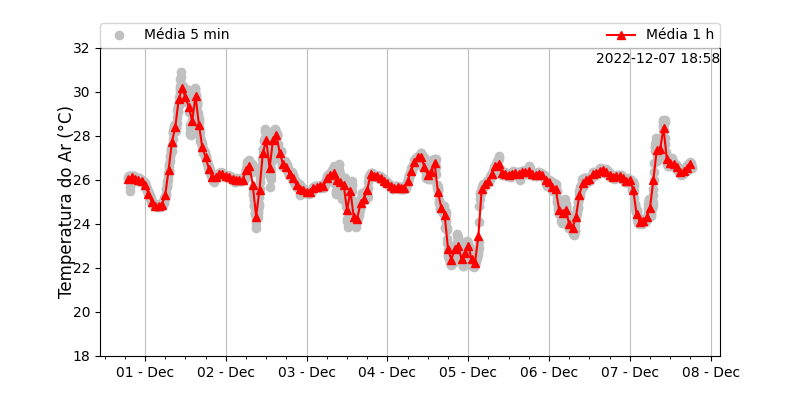 Média 5 min
Média 1 h
2022-12-07 18:58
Temperatura do Ar (°C)
32
30
28
26
24
22
20
18
01 - Dec
02 - Dec
03 - Dec
04 - Dec
05 - Dec
06 - Dec
07 - Dec
08 - Dec